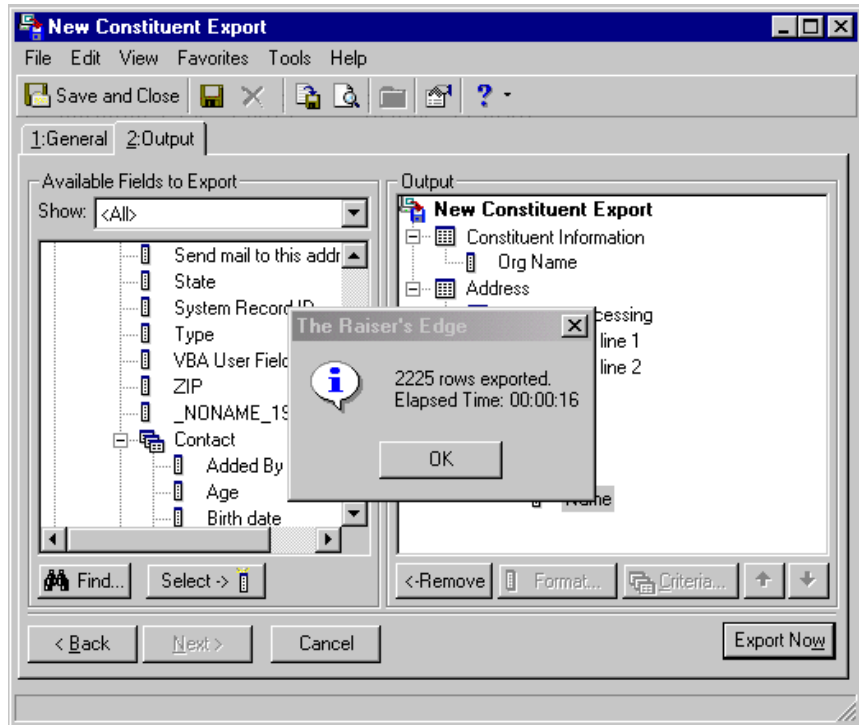 New Constituent Export
File Edit View Favorites Tools Help
Save and Close
1:General 2:Output
Available Fields to Export
Show: <All>
Send mail to this addr
State
System Record ID
Type
VBA User Field
ZIP
_NONAME_19
Contact
Added By
Age
Birth date
Find... Select ->
Output
New Constituent Export
Constituent Information
Org Name
Address
cessing
line 1
line 2
Name
<-Remove Format... Criteria...
The Raiser's Edge
2225 rows exported.
Elapsed Time: 00:00:16
OK
< Back Next > Cancel Export Now